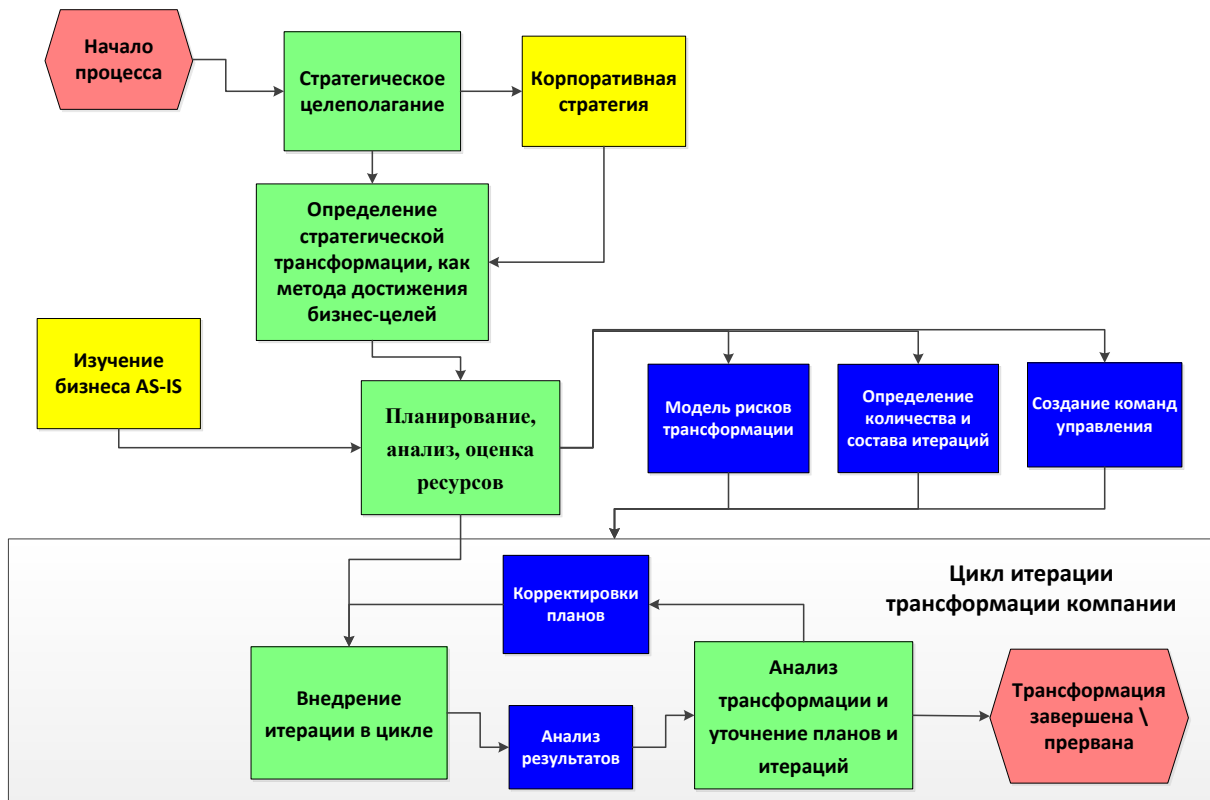 Начало
процесса
Стратегическое
целеполагание
Корпоративная
стратегия
Определение
стратегической
трансформации, как
метода достижения
бизнес-целей
Изучение
бизнеса AS-IS
Планирование,
анализ, оценка
ресурсов
Модель рисков
трансформации
Определение
количества и
состава итераций
Создание команд
управления
Цикл итерации
трансформации компании
Корректировки
планов
Внедрение
итерации в цикле
Анализ
результатов
Анализ
трансформации и
уточнение планов и
итераций
Трансформация
завершена \
прервана